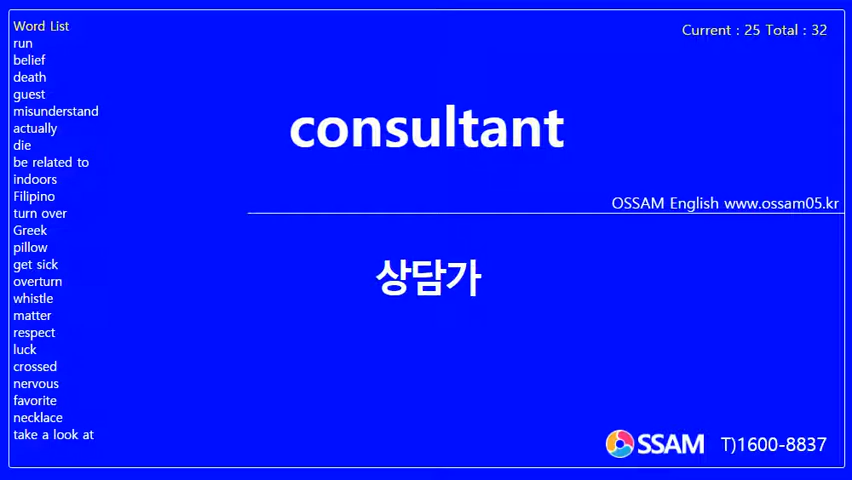 Word List
run
belief
death
guest
misunderstand
actually
die
be related to
indoors
Filipino
turn over
Greek
pillow
get sick
overturn
whistle
matter
respect
luck
crossed
nervous
favorite
necklace
take a look at
Current : 25 Total : 32
consultant
OSSAM English www.ossam05.kr
상담가
OSSAM T)1600-8837